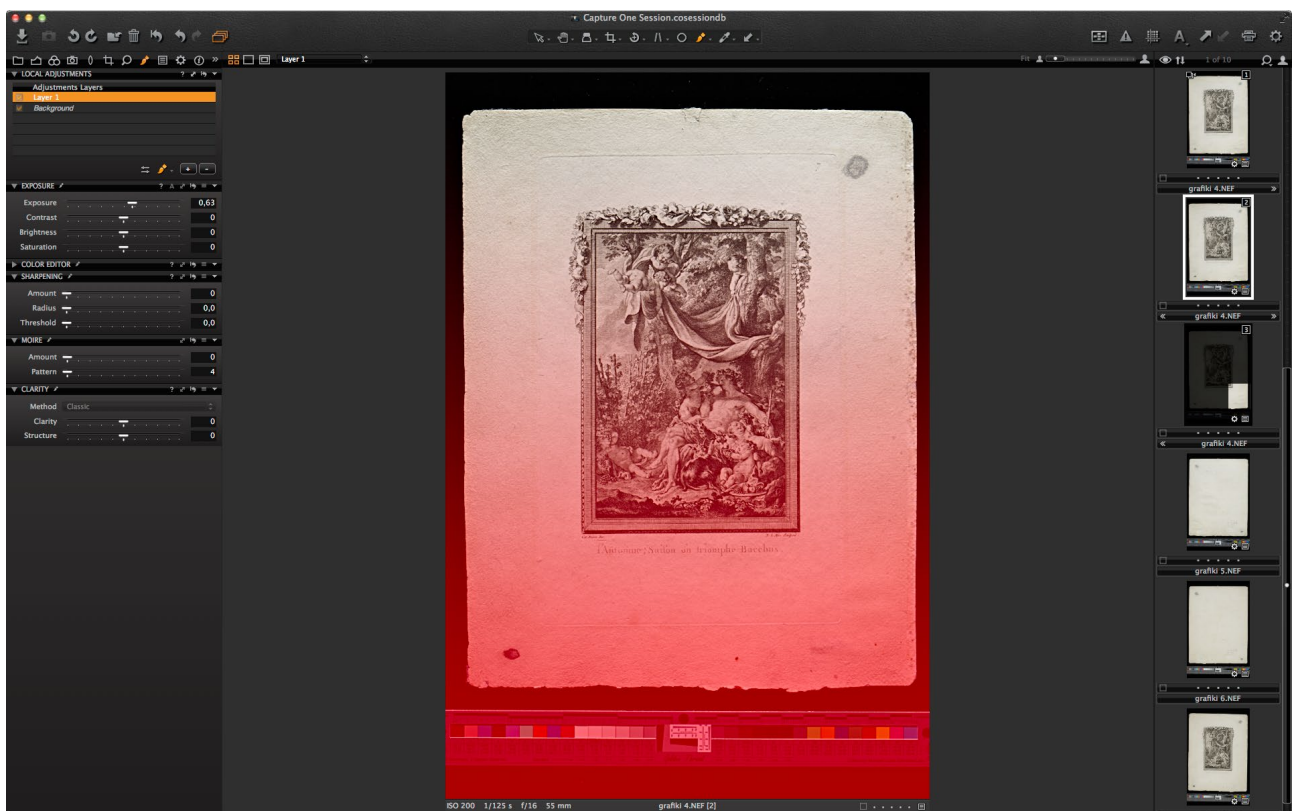 Capture One Session.cosessiondb
Layer 1
Fit
1 of 10
LOCAL ADJUSTMENTS
Adjustments Layers
Layer 1
Background
EXPOSURE
Exposure 0,63
Contrast 0
Brightness 0
Saturation 0
COLOR EDITOR
SHARPENING
Amount 0
Radius 0,0
Threshold 0,0
MOIRE
Amount 0
Pattern 4
CLARITY
Method Classic
Clarity 0
Structure 0
1
grafiki 4.NEF
2
grafiki 4.NEF
3
grafiki 4.NEF
grafiki 5.NEF
grafiki 6.NEF
ISO 200 1/125 s f/16 55 mm
grafiki 4.NEF [2]